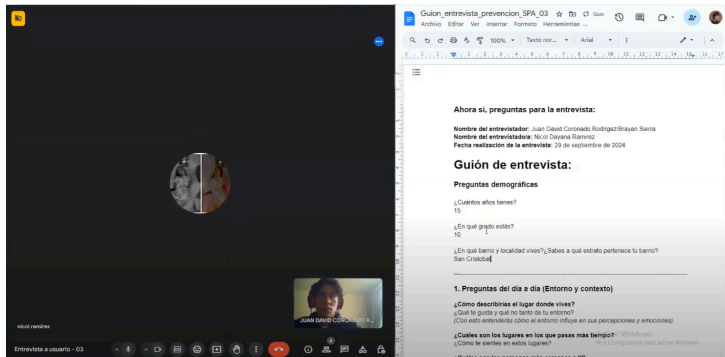 Guion_entrevista_prevencion_SPA_03
Archivo Editar Ver Insertar Formato Herramientas ...
100% Texto nor... Arial
Ahora si, preguntas para la entrevista:
Nombre del entrevistador: Juan David Coronado Rodrigez/Brayan Sierra
Nombre del entrevistado/a: Nicol Dayana Ramirez
Fecha realización de la entrevista: 29 de septiembre de 2024
Guión de entrevista:
Preguntas demográficas
¿Cuántos años tienes?
15
¿En qué grado estás?
10
¿En qué barrio y localidad vives?¿Sabes a qué estrato pertenece tu barrio?
San Cristobal
1. Preguntas del día a día (Entorno y contexto)
¿Cómo describirías el lugar donde vives?
¿Qué te gusta y qué no tanto de tu entorno?
(Con esto entenderás cómo el entorno influye en sus percepciones y emociones)
¿Cuáles son los lugares en los que pasas más tiempo?
¿Cómo te sientes en estos lugares?
JUAN DAVID CORONADO R...
nicol ramirez
Entrevista a usuario - 03